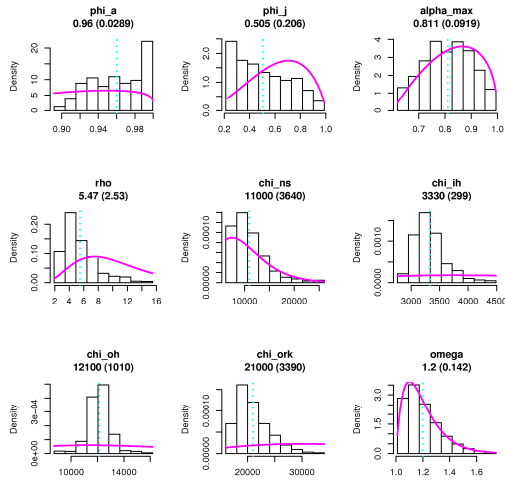 phi_a
0.96 (0.0289)
phi_j
0.505 (0.206)
alpha_max
0.811 (0.0919)
Density
0 5 10 20
0.90 0.94 0.98
Density
0.0 1.0 2.0
0.2 0.4 0.6 0.8 1.0
Density
0 1 2 3 4
0.7 0.8 0.9 1.0
rho
5.47 (2.53)
chi_ns
11000 (3640)
chi_ih
3330 (299)
Density
0.00 0.10 0.20
2 4 6 8 12 16
Density
0.00000 0.00010
10000 20000
Density
0.0000 0.0010
3000 3500 4000 4500
chi_oh
12100 (1010)
chi_ork
21000 (3390)
omega
1.2 (0.142)
Density
0e+00 3e-04
10000 14000
Density
0.00000 0.00010
20000 30000
Density
0.0 1.0 2.0 3.0
1.0 1.2 1.4 1.6